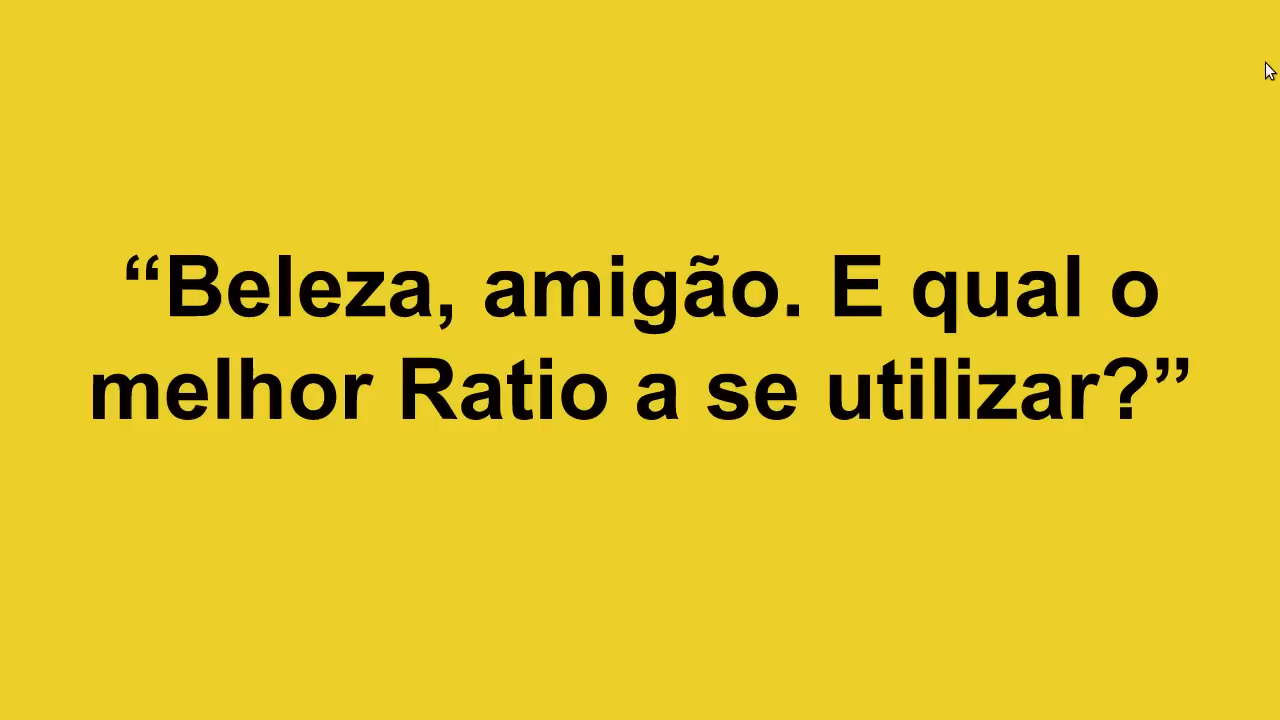 “Beleza, amigão. E qual o
melhor Ratio a se utilizar?”